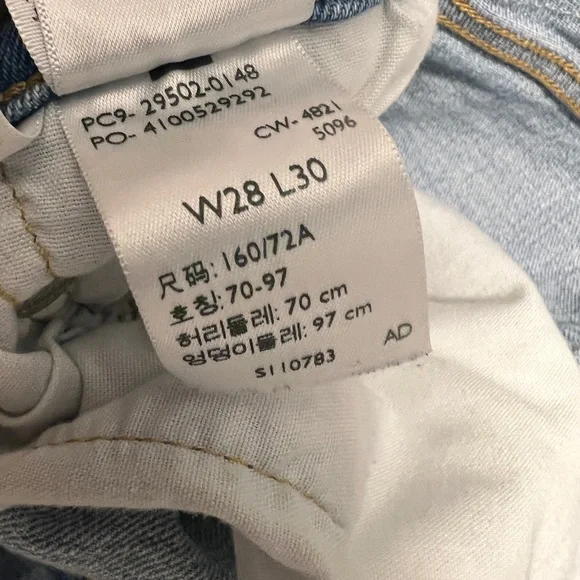 PC9- 29502-0148
PO- 4100529292
CW- 4821
5096
W28 L30
尺码: 160/72A
호칭: 70-97
허리둘레: 70 cm
엉덩이둘레: 97 cm
S110783
AD